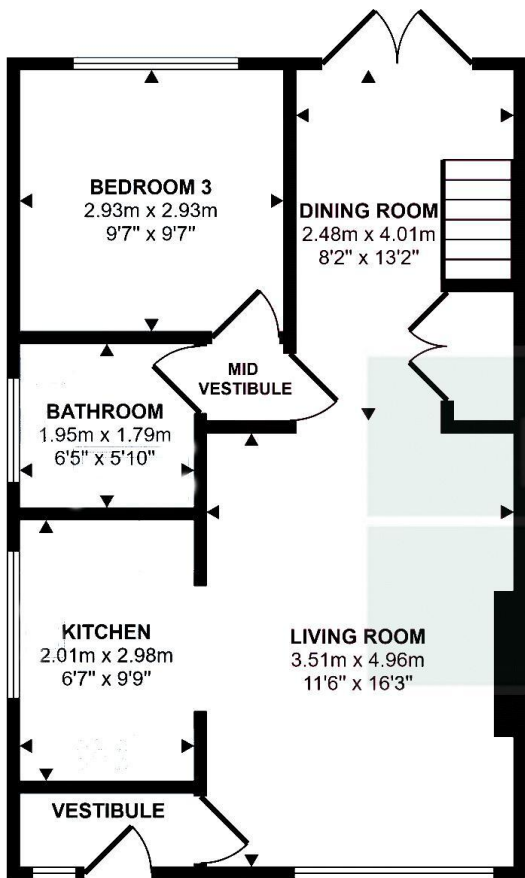 BEDROOM 3
2.93m x 2.93m
9'7" x 9'7"
DINING ROOM
2.48m x 4.01m
8'2" x 13'2"
MID
VESTIBULE
BATHROOM
1.95m x 1.79m
6'5" x 5'10"
KITCHEN
2.01m x 2.98m
6'7" x 9'9"
LIVING ROOM
3.51m x 4.96m
11'6" x 16'3"
VESTIBULE